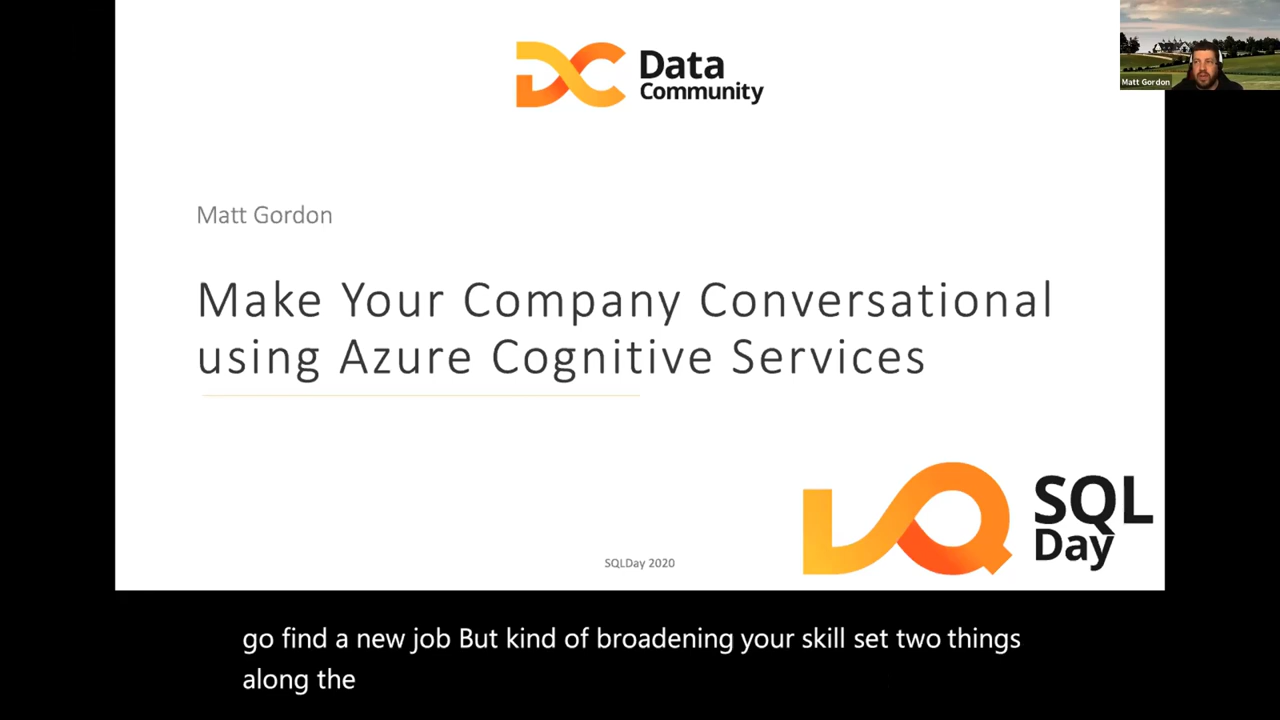 Data
Community
Matt Gordon
Matt Gordon
Make Your Company Conversational
using Azure Cognitive Services
SQL
Day
SQLDay 2020
go find a new job But kind of broadening your skill set two things
along the